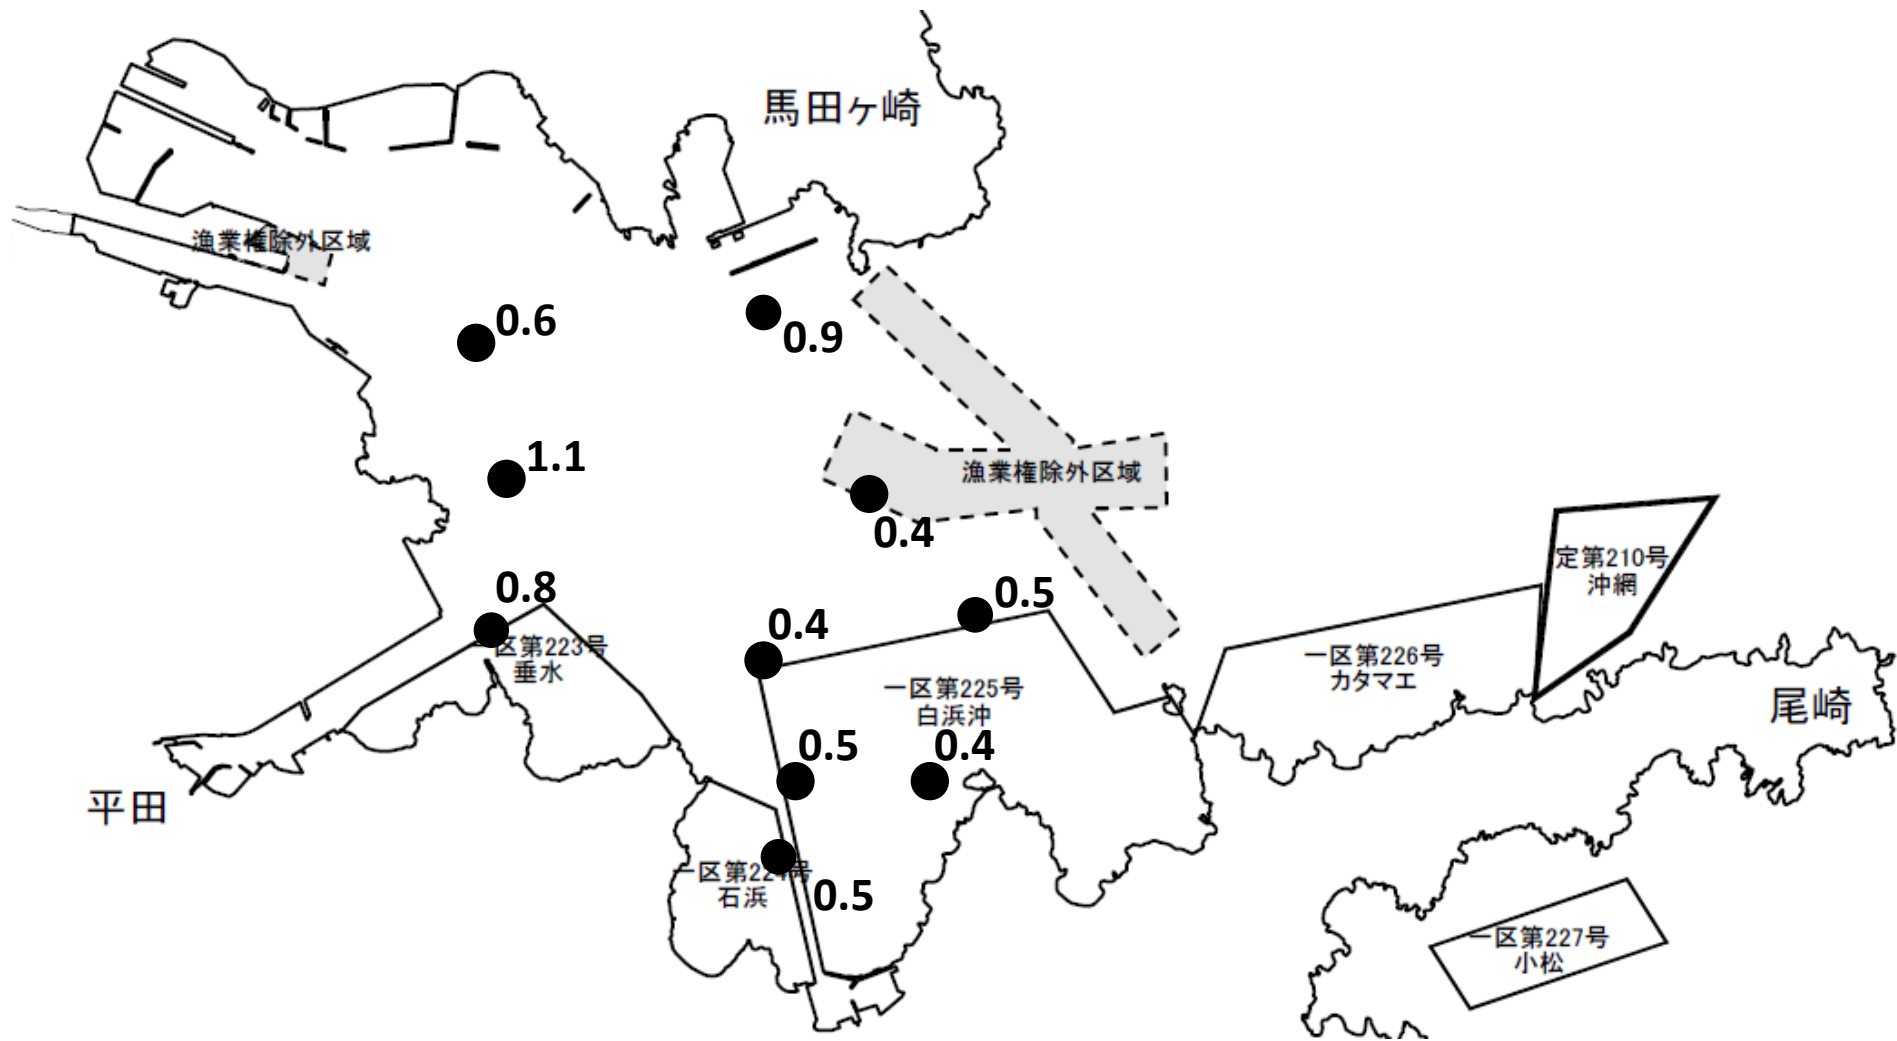 馬田ヶ崎
漁業権除外区域
0.6
0.9
1.1
漁業権除外区域
0.4
定第210号
沖網
0.8
0.5
0.4
一区第223号
垂水
一区第226号
カタマエ
一区第225号
白浜沖
尾崎
0.5
0.4
平田
一区第224号
石浜
0.5
一区第227号
小松